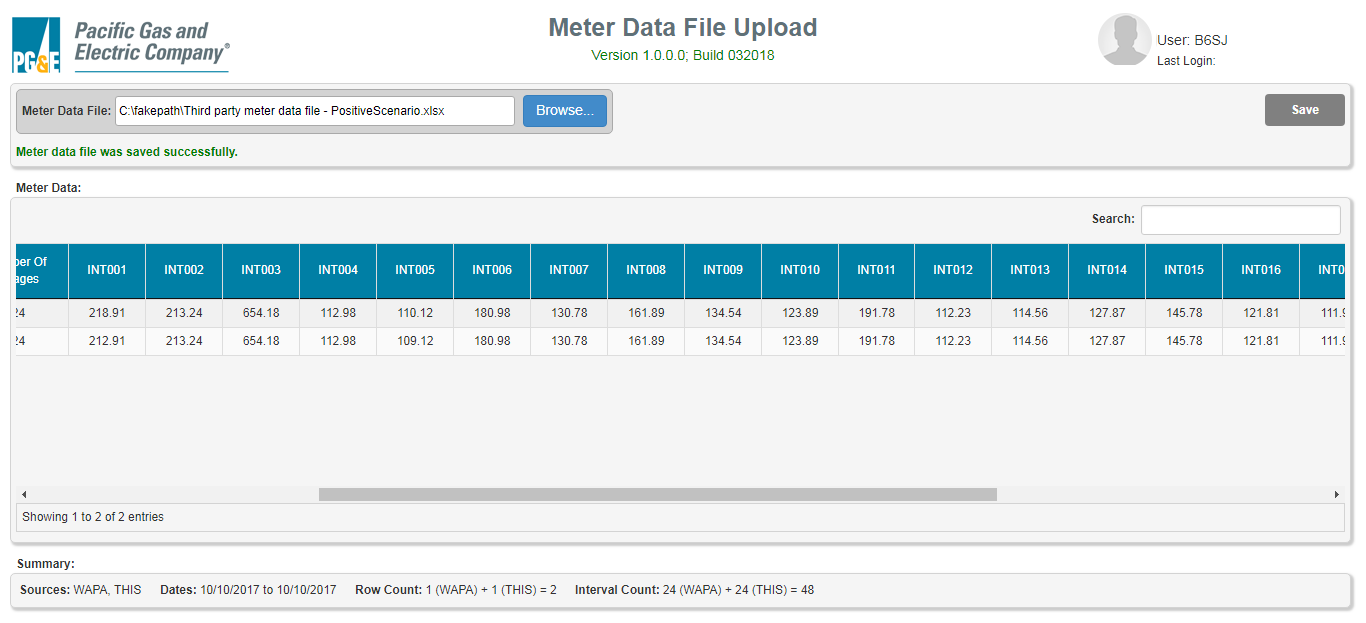 Pacific Gas and
Electric Company®
PG&E
Meter Data File Upload
Version 1.0.0.0; Build 032018
User: B6SJ
Last Login:
Meter Data File: C:\fakepath\Third party meter data file - PositiveScenario.xlsx Browse... Save
Meter data file was saved successfully.
Meter Data:
Search:
ber Of
ages INT001 INT002 INT003 INT004 INT005 INT006 INT007 INT008 INT009 INT010 INT011 INT012 INT013 INT014 INT015 INT016 INT0
24 218.91 213.24 654.18 112.98 110.12 180.98 130.78 161.89 134.54 123.89 191.78 112.23 114.56 127.87 145.78 121.81 111.9
24 212.91 213.24 654.18 112.98 109.12 180.98 130.78 161.89 134.54 123.89 191.78 112.23 114.56 127.87 145.78 121.81 111.9
Showing 1 to 2 of 2 entries
Summary:
Sources: WAPA, THIS Dates: 10/10/2017 to 10/10/2017 Row Count: 1 (WAPA) + 1 (THIS) = 2 Interval Count: 24 (WAPA) + 24 (THIS) = 48